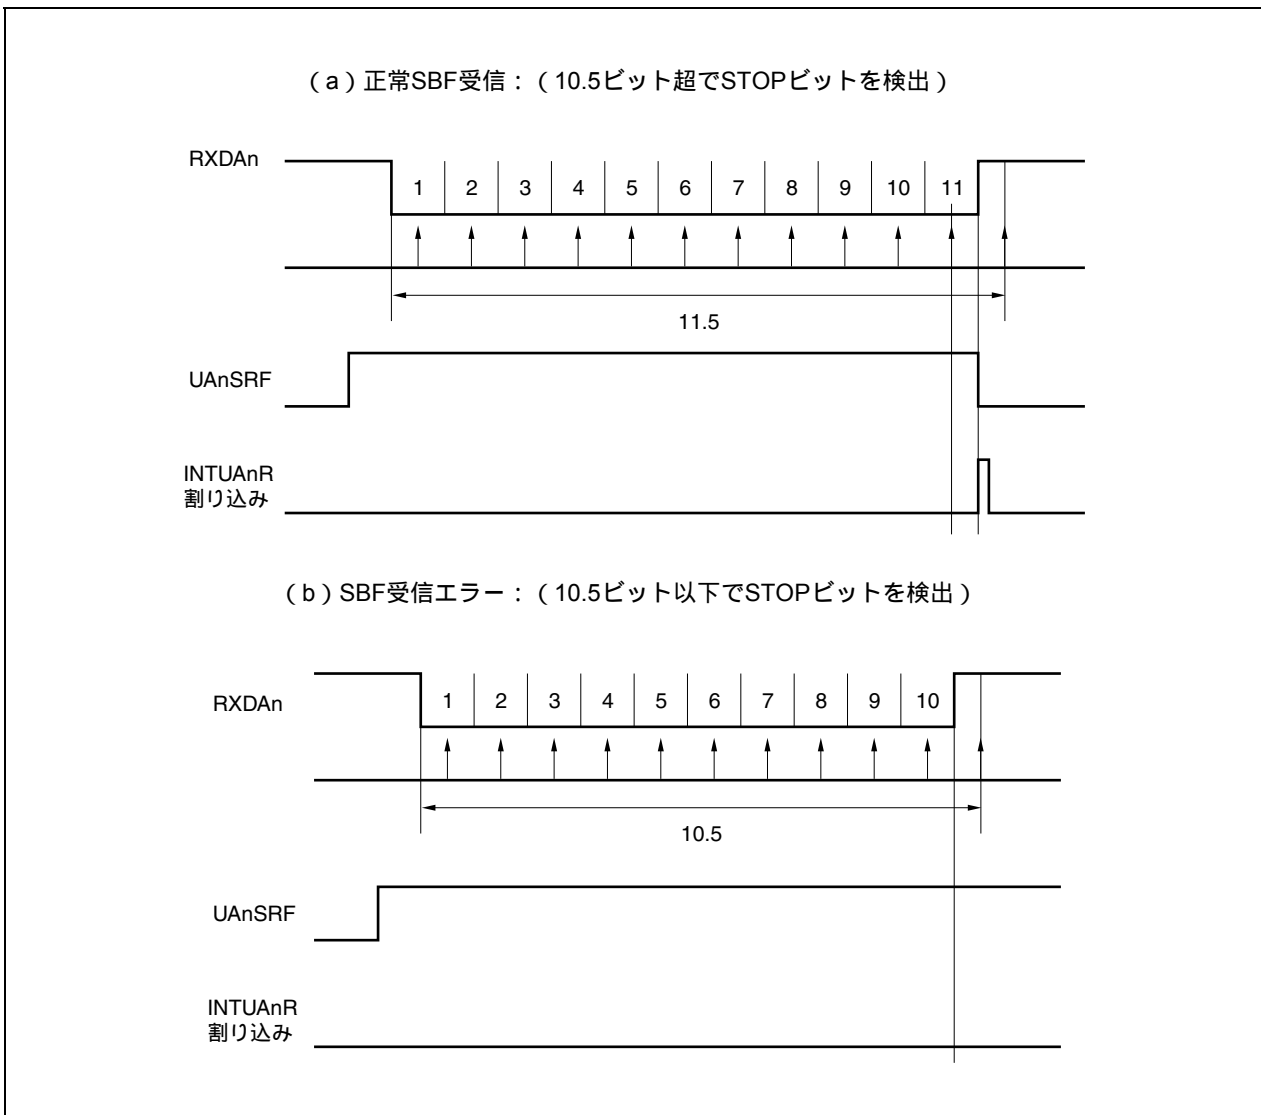 （a）正常SBF受信：（10.5ビット超でSTOPビットを検出）
RXDAn
1 2 3 4 5 6 7 8 9 10 11
11.5
UAnSRF
INTUAnR
割り込み
（b）SBF受信エラー：（10.5ビット以下でSTOPビットを検出）
RXDAn
1 2 3 4 5 6 7 8 9 10
10.5
UAnSRF
INTUAnR
割り込み